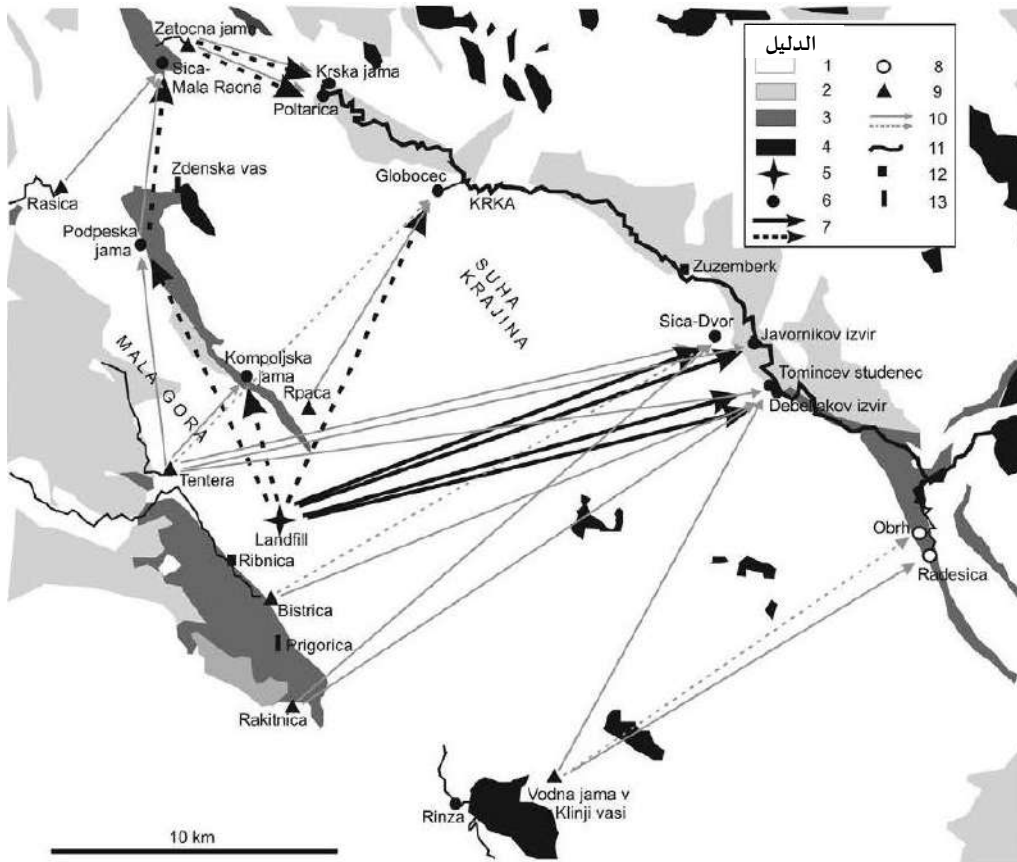 Zatocna jama
Sica-
Mala Racna
Krska jama
Poltarica
الدليل
1
2
3
4
5
6
7
8
9
10
11
12
13
Rasica
Zdenska vas
Globocec
KRKA
Podpeska
jama
SUHA
KRAJINA
Zuzemberk
MALA GORA
Sica-Dvor
Javornikov izvir
Kompoljska
jama
Rpaca
Tomincev studenec
Debeljakov izvir
Tentera
Landfill
Ribnica
Obrh
Radesica
Bistrica
Prigorica
Rakitnica
Rinza
Vodna jama v
Klinji vasi
10 km